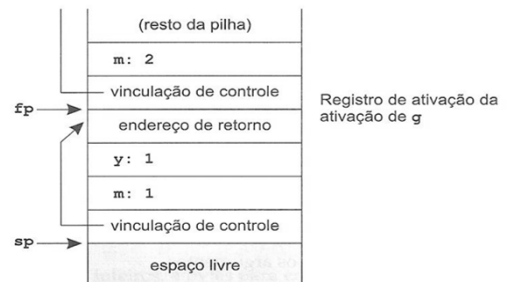 (resto da pilha)
m: 2
vinculação de controle
fp
Registro de ativação da
ativação de g
endereço de retorno
y: 1
m: 1
vinculação de controle
sp
espaço livre